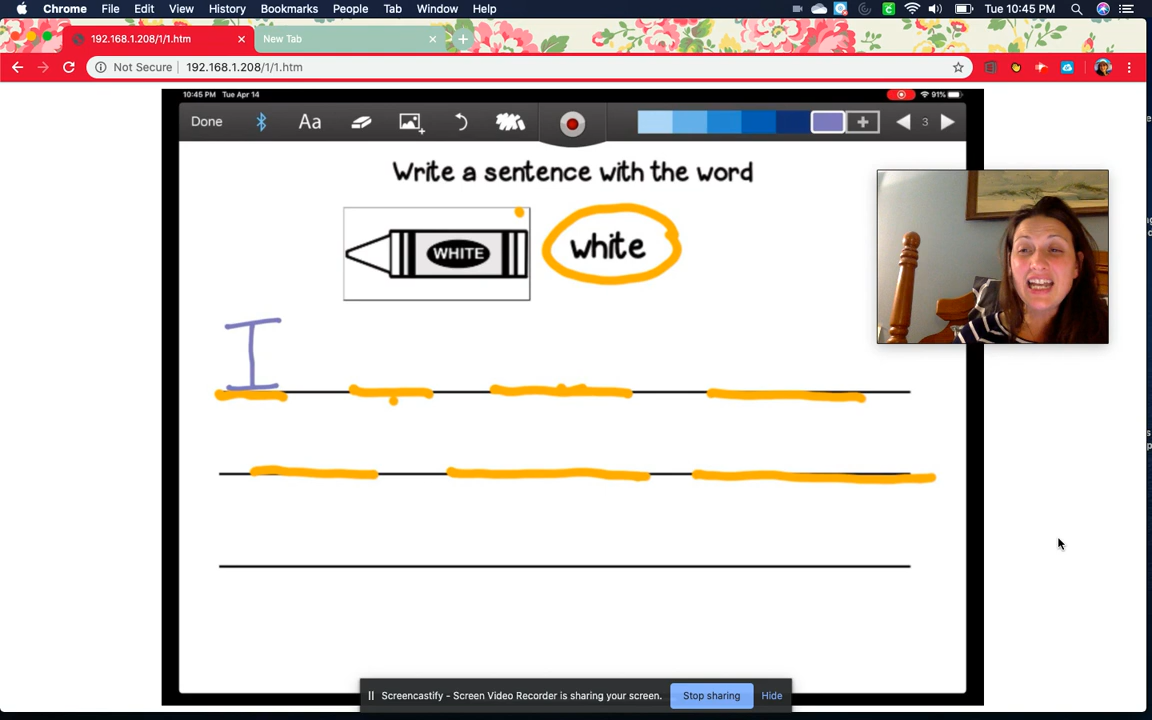 Chrome File Edit View History Bookmarks People Tab Window Help Tue 10:45 PM
192.168.1.208/1/1.htm New Tab
Not Secure 192.168.1.208/1/1.htm
10:45 PM Tue Apr 14 91%
Done Aa 3
Write a sentence with the word
WHITE white
I
Screencastify - Screen Video Recorder is sharing your screen. Stop sharing Hide